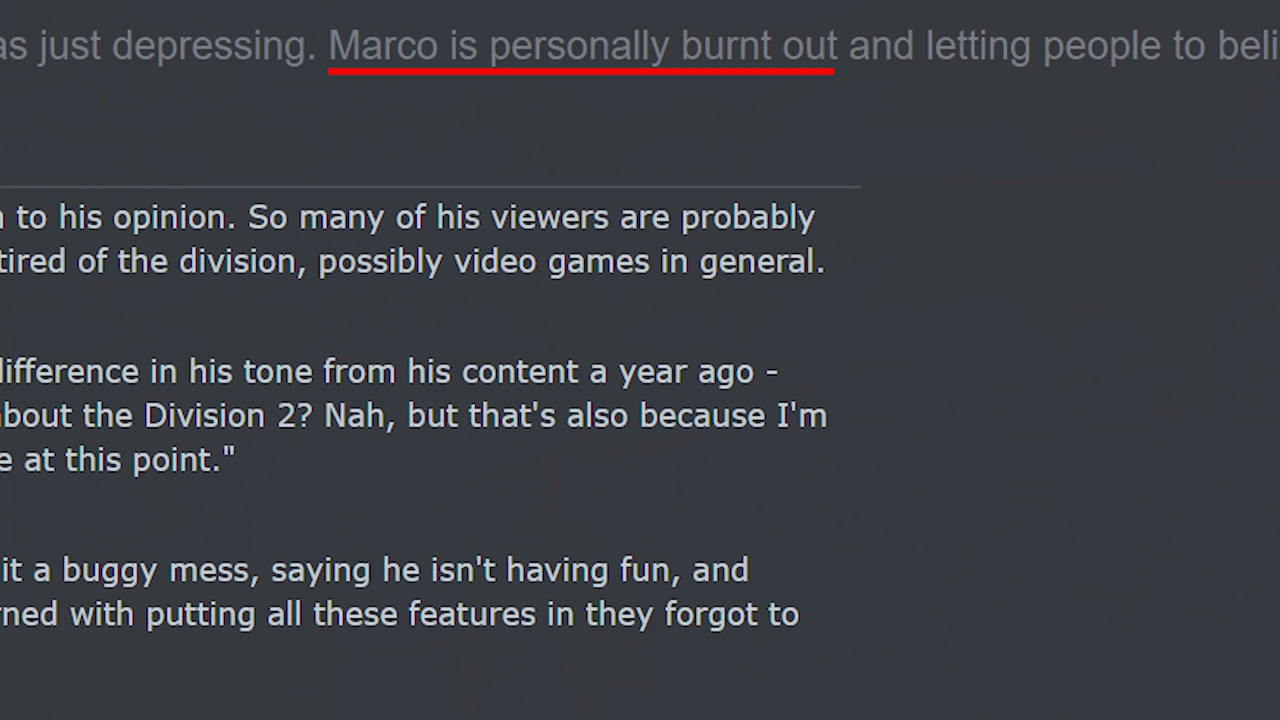 as just depressing. Marco is personally burnt out and letting people to beli
to his opinion. So many of his viewers are probably
tired of the division, possibly video games in general.
difference in his tone from his content a year ago -
about the Division 2? Nah, but that's also because I'm
e at this point."
it a buggy mess, saying he isn't having fun, and
rned with putting all these features in they forgot to